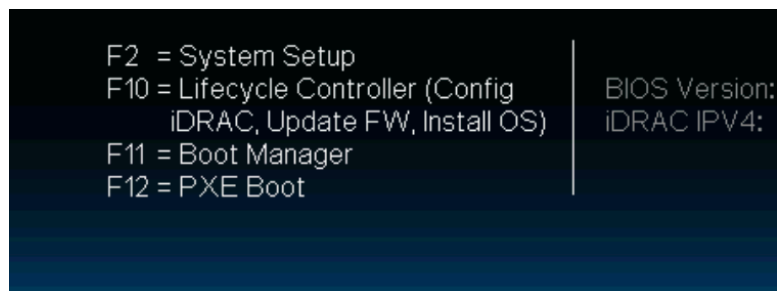 F2 = System Setup
F10 = Lifecycle Controller (Config
iDRAC, Update FW, Install OS)
F11 = Boot Manager
F12 = PXE Boot
BIOS Version:
iDRAC IPV4: